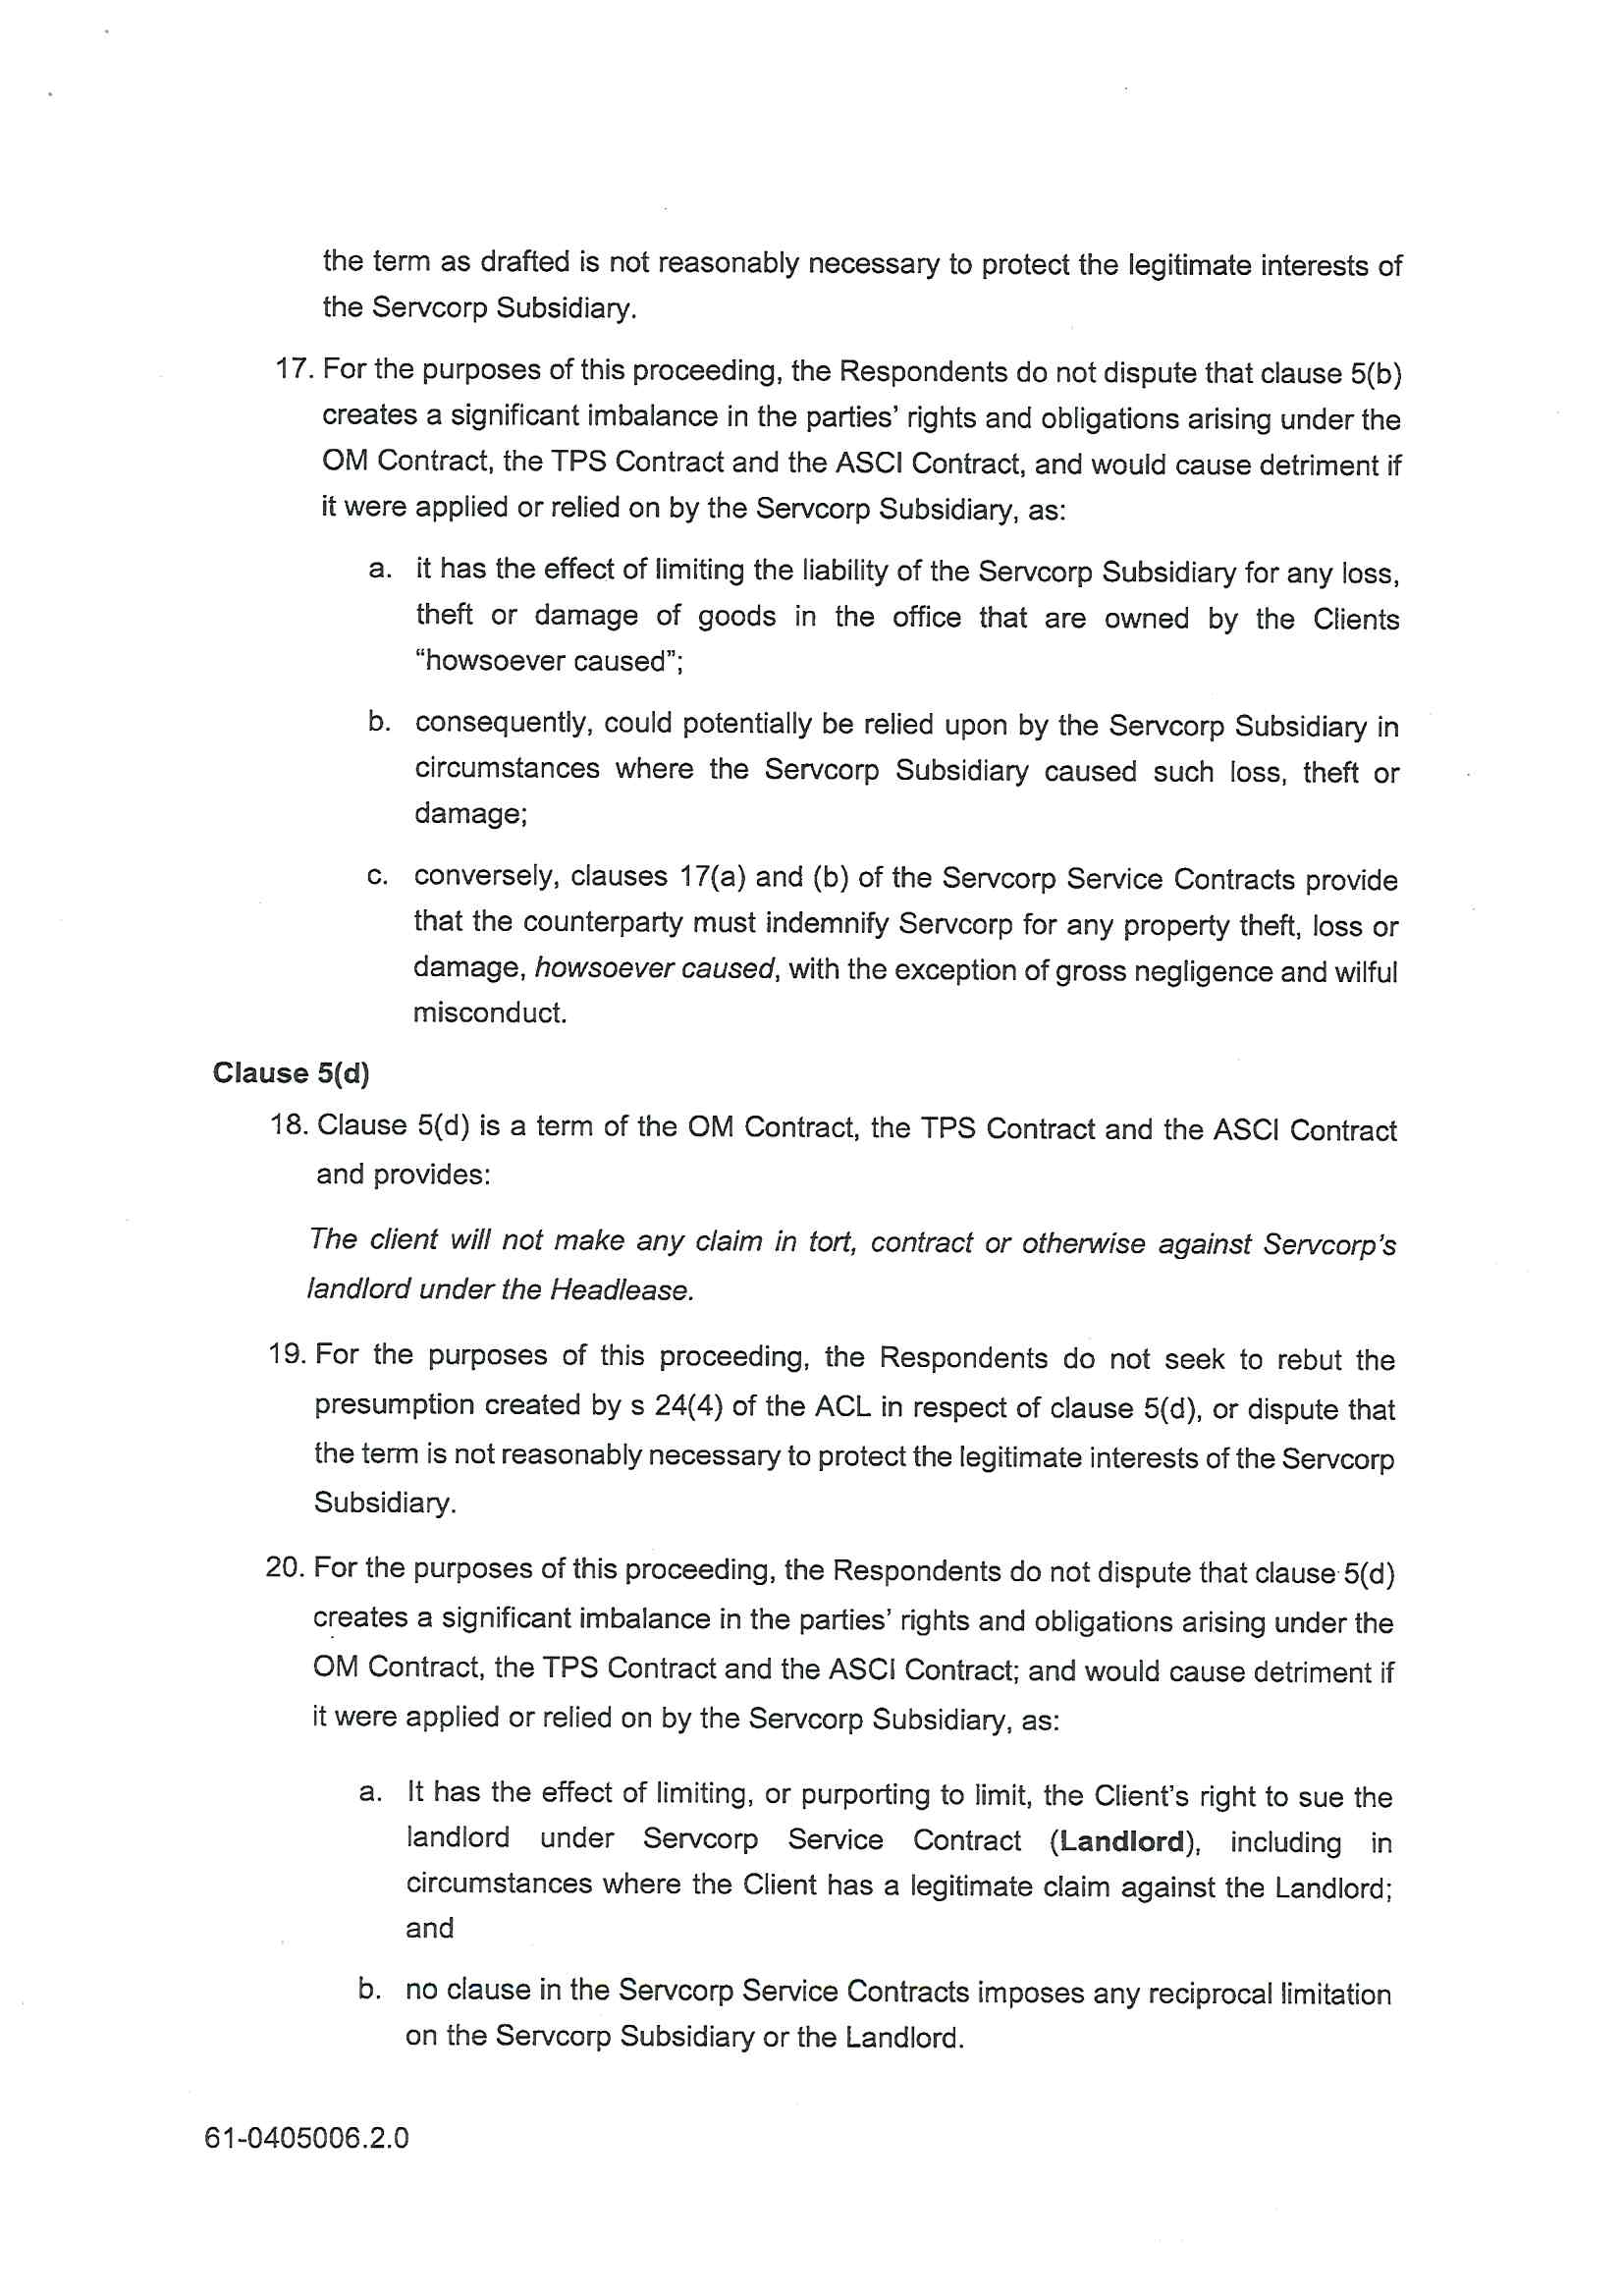 the term as drafted is not reasonably necessary to protect the legitimate interests of
the Servcorp Subsidiary.
17. For the purposes of this proceeding, the Respondents do not dispute that clause 5(b)
creates a significant imbalance in the parties' rights and obligations arising under the
OM Contract, the TPS Contract and the ASCI Contract, and would cause detriment if
it were applied or relied on by the Servcorp Subsidiary, as:
a. it has the effect of limiting the liability of the Servcorp Subsidiary for any loss,
theft or damage of goods in the office that are owned by the Clients
“howsoever caused”;
b. consequently, could potentially be relied upon by the Servcorp Subsidiary in
circumstances where the Servcorp Subsidiary caused such loss, theft or
damage;
c. conversely, clauses 17(a) and (b) of the Servcorp Service Contracts provide
that the counterparty must indemnify Servcorp for any property theft, loss or
damage, howsoever caused, with the exception of gross negligence and wilful
misconduct.
Clause 5(d)
18. Clause 5(d) is a term of the OM Contract, the TPS Contract and the ASCI Contract
and provides:
The client will not make any claim in tort, contract or otherwise against Servcorp's
landlord under the Headlease.
19. For the purposes of this proceeding, the Respondents do not seek to rebut the
presumption created by s 24(4) of the ACL in respect of clause 5(d), or dispute that
the term is not reasonably necessary to protect the legitimate interests of the Servcorp
Subsidiary.
20. For the purposes of this proceeding, the Respondents do not dispute that clause 5(d)
creates a significant imbalance in the parties' rights and obligations arising under the
OM Contract, the TPS Contract and the ASCI Contract; and would cause detriment if
it were applied or relied on by the Servcorp Subsidiary, as:
a. It has the effect of limiting, or purporting to limit, the Client's right to sue the
landlord under Servcorp Service Contract (Landlord), including in
circumstances where the Client has a legitimate claim against the Landlord;
and
b. no clause in the Servcorp Service Contracts imposes any reciprocal limitation
on the Servcorp Subsidiary or the Landlord.
61-0405006.2.0